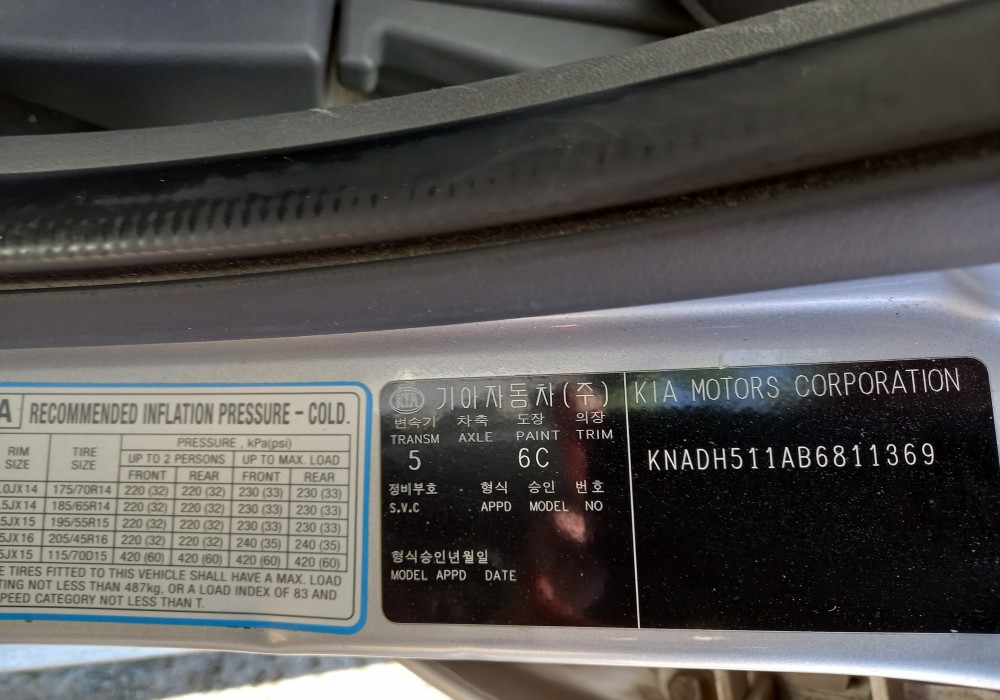 A RECOMMENDED INFLATION PRESSURE – COLD.
RIM SIZE TIRE SIZE PRESSURE , kPa(psi)
UP TO 2 PERSONS UP TO MAX. LOAD
FRONT REAR FRONT REAR
.0JX14 175/70R14 220 (32) 220 (32) 230 (33) 230 (33)
.5JX14 185/65R14 220 (32) 220 (32) 230 (33) 230 (33)
5JX15 195/55R15 220 (32) 220 (32) 230 (33) 230 (33)
5JX16 205/45R16 220 (32) 220 (32) 240 (35) 240 (35)
5JX15 115/70D15 420 (60) 420 (60) 420 (60) 420 (60)
E TIRES FITTED TO THIS VEHICLE SHALL HAVE A MAX. LOAD
TING NOT LESS THAN 487kg, OR A LOAD INDEX OF 83 AND
PEED CATEGORY NOT LESS THAN T.
KIA 기아자동차(주)
변속기 차축 도장 의장
TRANSM AXLE PAINT TRIM
5 6C
정비부호 - 형식 승인 번호
S.V.C APPD MODEL NO
형식승인년월일
MODEL APPD DATE
KIA MOTORS CORPORATION
KNADH511AB6811369